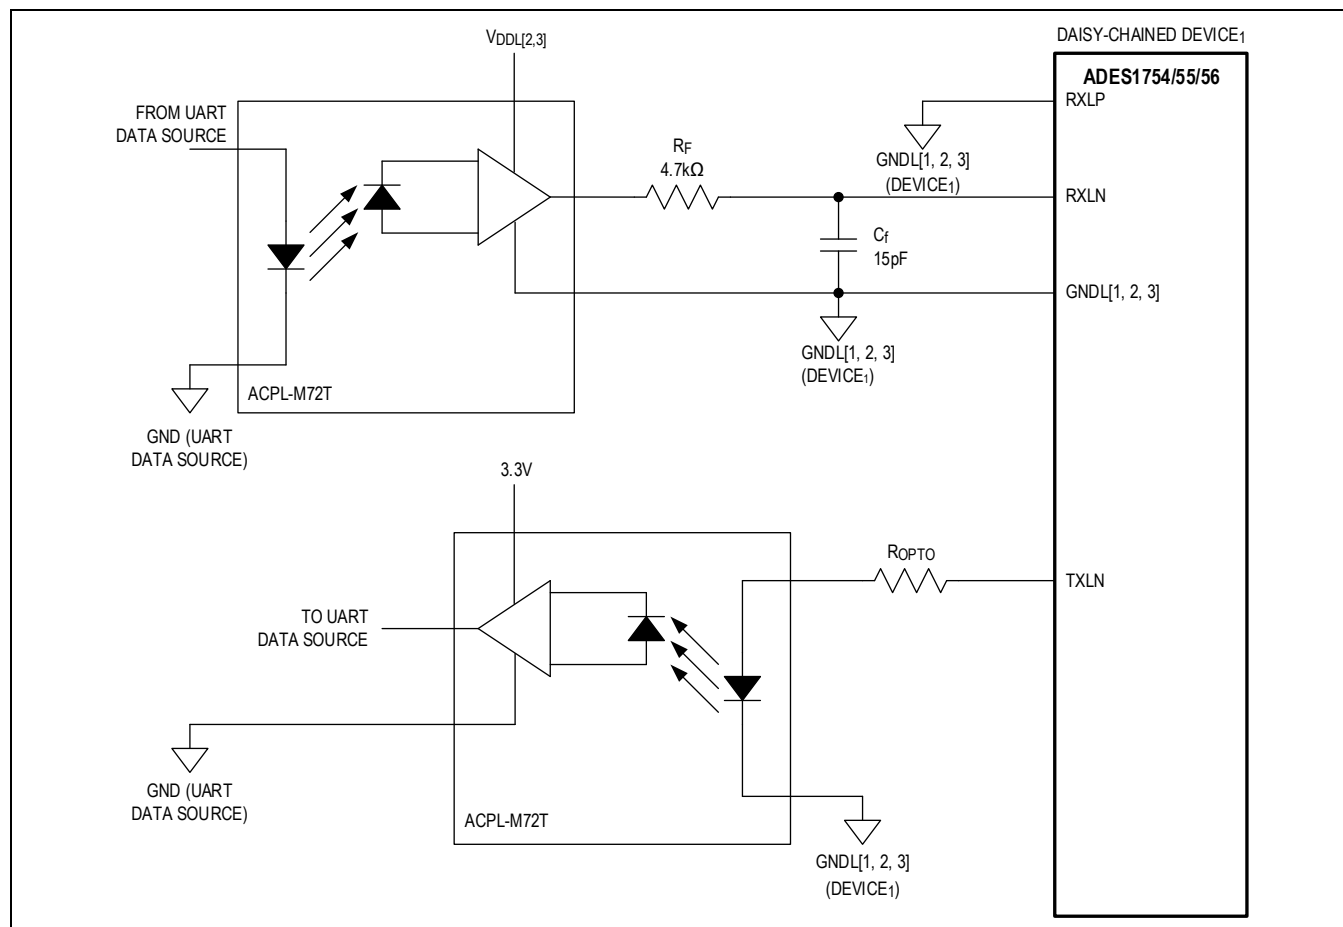 DAISY-CHAINED DEVICE1
ADES1754/55/56
VDDL[2,3]
FROM UART
DATA SOURCE
RXLP
GNDL[1, 2, 3]
(DEVICE1)
RF
4.7kΩ
RXLN
Cf
15pF
GNDL[1, 2, 3]
GNDL[1, 2, 3]
(DEVICE1)
ACPL-M72T
GND (UART
DATA SOURCE)
3.3V
ROPTO
TXLN
TO UART
DATA SOURCE
GND (UART
DATA SOURCE)
ACPL-M72T
GNDL[1, 2, 3]
(DEVICE1)